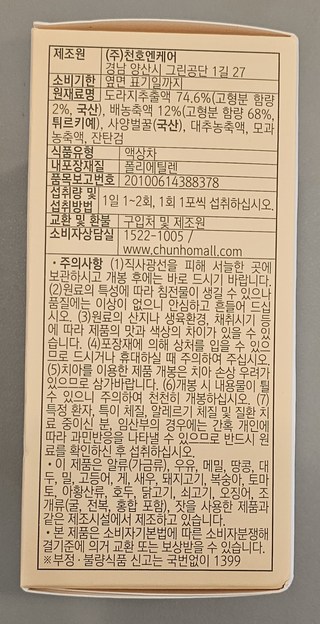 제조원 (주)천호엔케어
경남 양산시 그린공단 1길 27
소비기한 옆면 표기일까지
원재료명 도라지추출액 74.6%(고형분 함량
2%, 국산), 배농축액 12%(고형분 함량 68%,
튀르키예), 사양벌꿀(국산), 대추농축액, 모과
농축액, 잔탄검
식품유형 액상차
내포장재질 폴리에틸렌
품목보고번호 20100614388378
섭취량 및 섭취방법 1일 1~2회, 1회 1포씩 섭취하십시오.
교환 및 환불 구입처 및 제조원
소비자상담실 1522-1005 /
www.chunhomall.com
• 주의사항 (1)직사광선을 피해 서늘한 곳에
보관하시고 개봉 후에는 바로 드시기 바랍니다.
(2)원료의 특성에 따라 침전물이 생길 수 있으나
품질에는 이상이 없으니 안심하고 흔들어 드십
시오. (3)원료의 산지나 생육환경, 채취시기 등
에 따라 제품의 맛과 색상의 차이가 있을 수 있
습니다. (4)포장재에 의해 상처를 입을 수 있으
므로 드시거나 휴대하실 때 주의하여 주십시오.
(5)치아를 이용한 제품 개봉은 치아 손상 우려가
있으므로 삼가바랍니다. (6)개봉 시 내용물이 튈
수 있으니 주의하여 천천히 개봉하십시오. (7)
특정 환자, 특이 체질, 알레르기 체질 및 질환 치
료 중이신 분, 임산부의 경우에는 간혹 개인에
따라 과민반응을 나타낼 수 있으므로 반드시 원
료를 확인하신 후 섭취하십시오.
• 이 제품은 알류(가금류), 우유, 메밀, 땅콩, 대
두, 밀, 고등어, 게, 새우, 돼지고기, 복숭아, 토마
토, 아황산류, 호두, 닭고기, 쇠고기, 오징어, 조
개류(굴, 전복, 홍합 포함), 잣을 사용한 제품과
같은 제조시설에서 제조하고 있습니다.
• 본 제품은 소비자기본법에 따른 소비자분쟁해
결기준에 의거 교환 또는 보상받을 수 있습니다.
※부정·불량식품 신고는 국번없이 1399